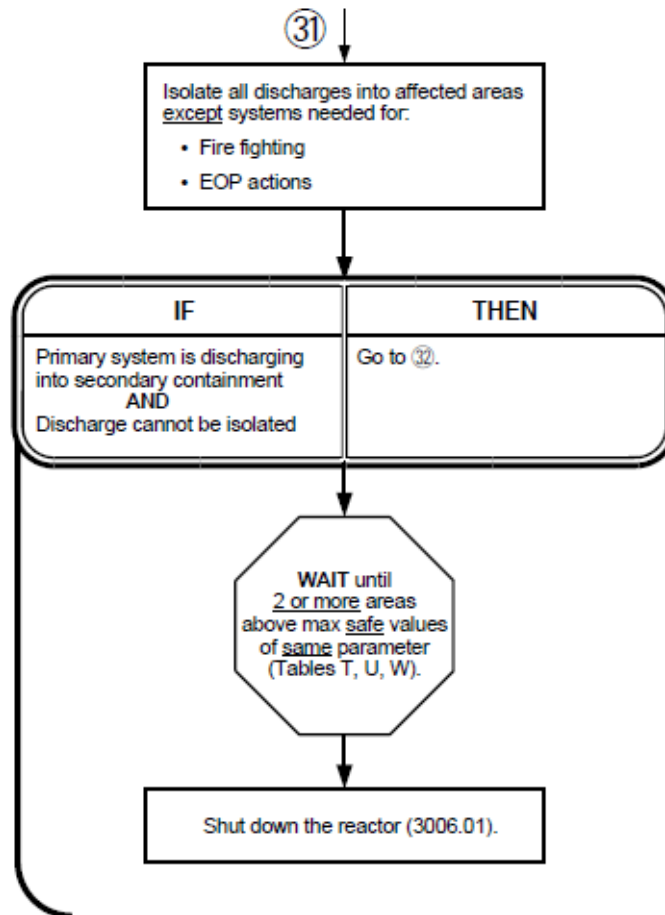 ㉛
Isolate all discharges into affected areas
except systems needed for:
• Fire fighting
• EOP actions
IF
THEN
Primary system is discharging
into secondary containment
AND
Discharge cannot be isolated
Go to ㉜.
WAIT until
2 or more areas
above max safe values
of same parameter
(Tables T, U, W).
Shut down the reactor (3006.01).